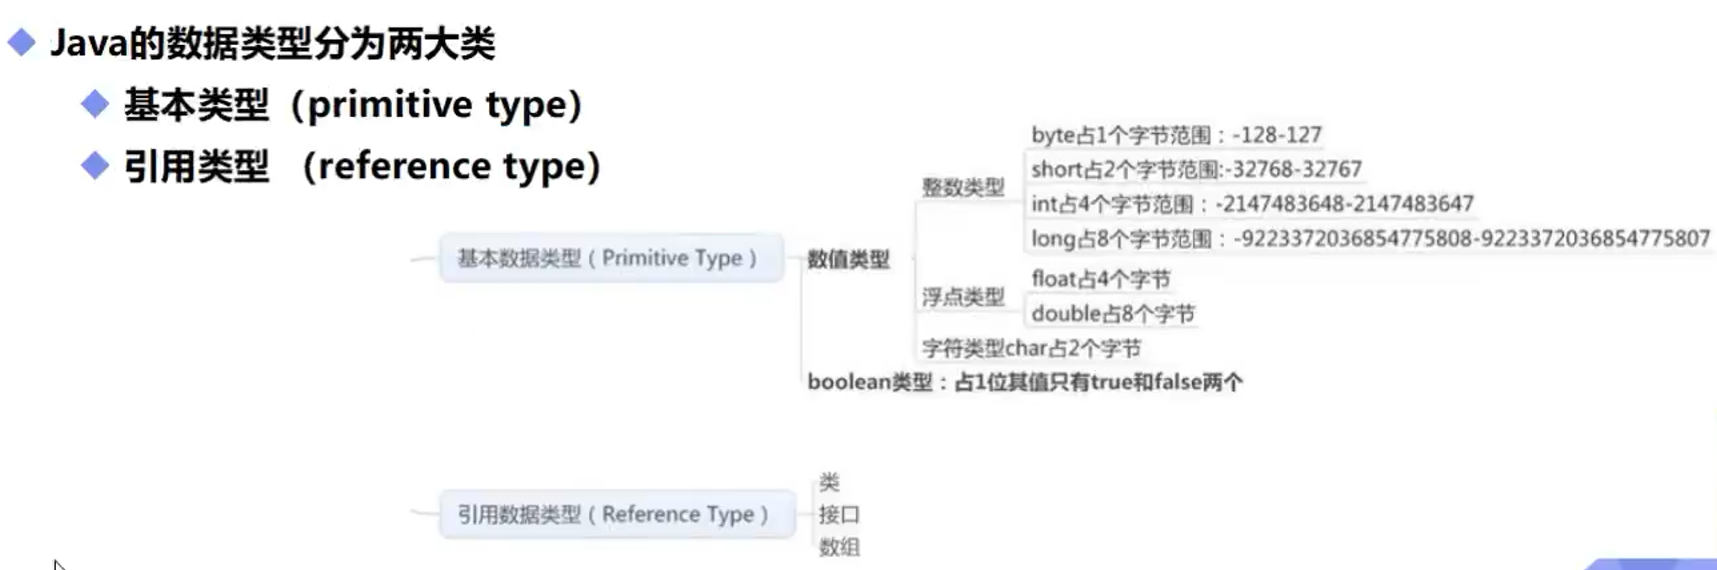 Java的数据类型分为两大类
基本类型（primitive type）
引用类型 （reference type）
byte占1个字节范围：-128-127
short占2个字节范围:-32768-32767
整数类型
int占4个字节范围：-2147483648-2147483647
long占8个字节范围：-9223372036854775808-9223372036854775807
基本数据类型（Primitive Type）
数值类型
float占4个字节
浮点类型
double占8个字节
字符类型char占2个字节
boolean类型：占1位其值只有true和false两个
类
引用数据类型（Reference Type）
接口
数组